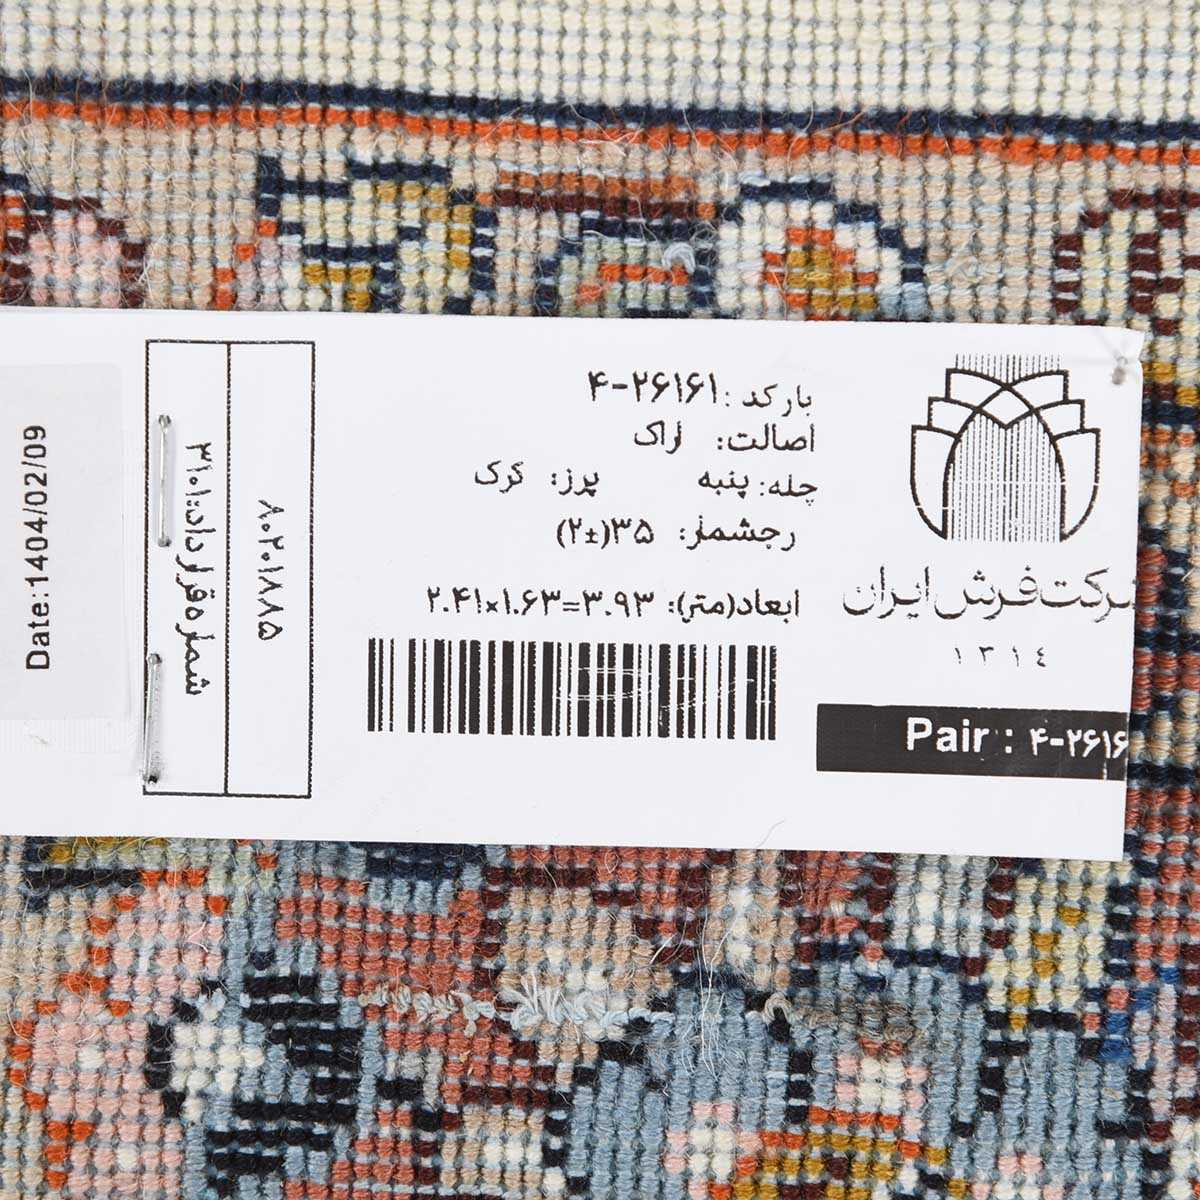 بارکد: ۴-۲۶۱۶۱
اصالت: اراک
چله: پنبه پرز: کرک
رجشمار: ۳۵(±۲)
ابعاد(متر): ۲.۴۱×۱.۶۳=۳.۹۳
شرکت فرش ایران
۱۳۱۴
Pair : ۴-۲۶۱۶
۸۰۲۰۱۸۸۵
شماره قرارداد:۳۱۰۱
Date:1404/02/09